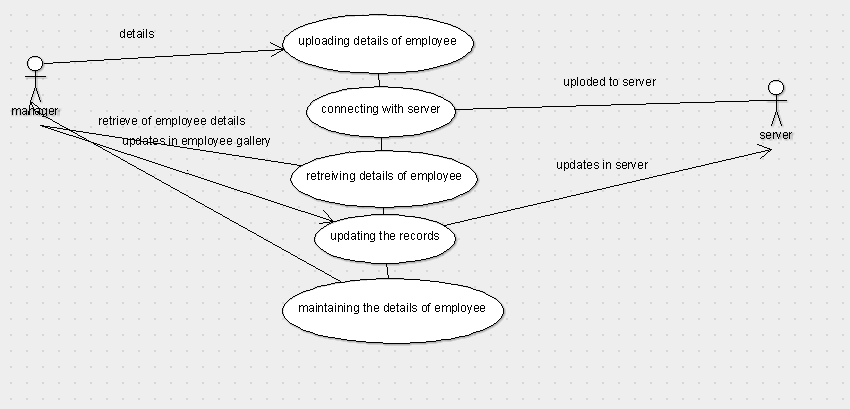 details
uploading details of employee
uploded to server
connecting with server
manager
retrieve of employee details
server
updates in employee gallery
updates in server
retreiving details of employee
updating the records
maintaining the details of employee